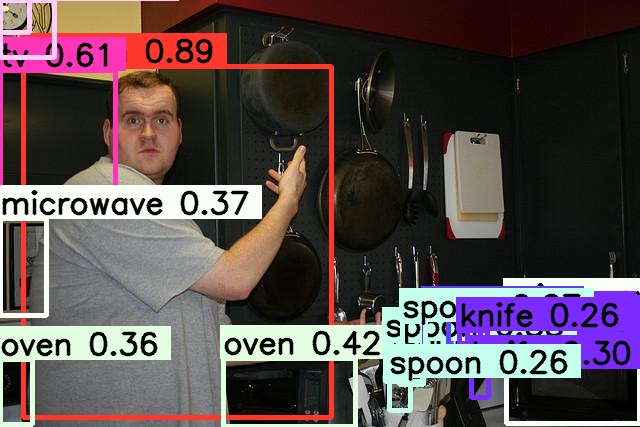 tv 0.61
0.89
microwave 0.37
spo
knife 0.26
oven 0.36
oven 0.42
.30
spoon 0.26